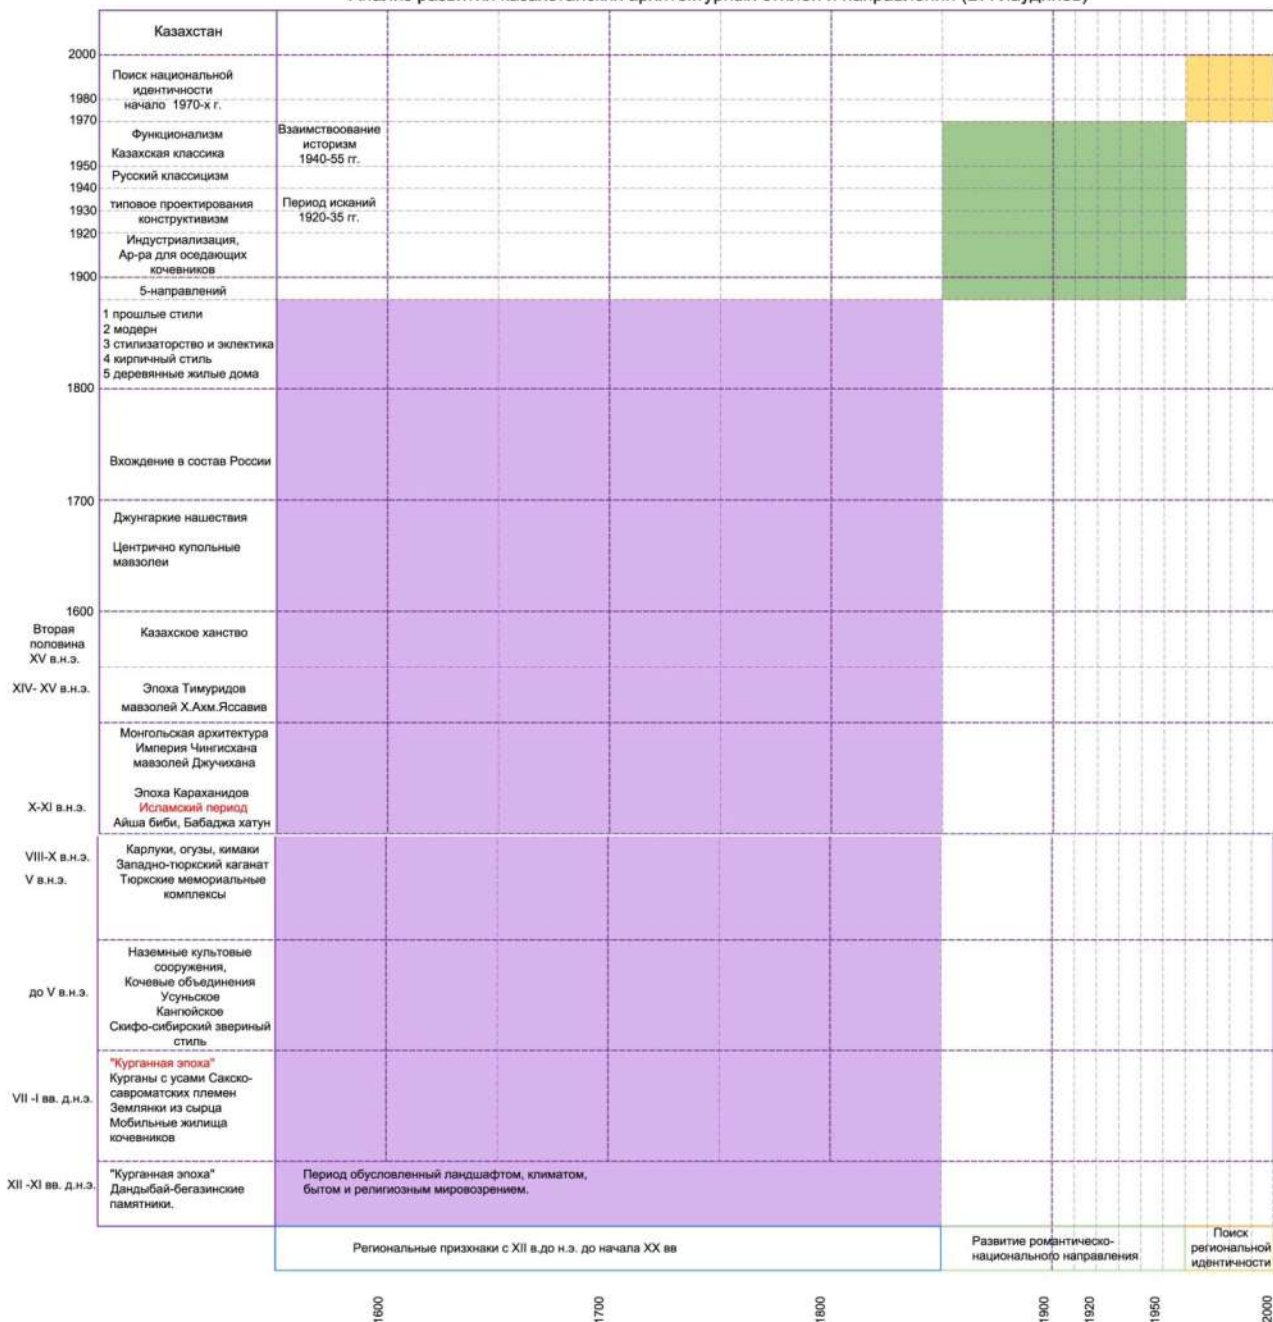 Казахстан
2000
Поиск национальной
идентичности
начало 1970-х г.
1980
1970
Функционализм
Взаимствоование
историзм
1940-55 гг.
Казахская классика
1950
Русский классицизм
1940
типовое проектирования
конструктивизм
Период исканий
1920-35 гг.
1930
1920
Индустриализация,
Ар-ра для оседающих
кочевников
1900
5-направлений
1 прошлые стили
2 модерн
3 стилизаторство и эклектика
4 кирпичный стиль
5 деревянные жилые дома
1800
Вхождение в состав России
1700
Джунгаркие нашествия
Центрично купольные
мавзолеи
1600
Вторая
половина
XV в.н.э.
Казахское ханство
XIV- XV в.н.э.
Эпоха Тимуридов
мавзолей Х.Ахм.Яссавив
Монгольская архитектура
Империя Чингисхана
мавзолей Джучихана
Эпоха Караханидов
X-XI в.н.э.
Исламский период
Айша биби, Бабаджа хатун
VIII-X в.н.э.
V в.н.э.
Карлуки, огузы, кимаки
Западно-тюркский каганат
Тюркские мемориальные
комплексы
до V в.н.э.
Наземные культовые
сооружения,
Кочевые объединения
Усуньское
Кангюйское
Скифо-сибирский звериный
стиль
VII -I вв. д.н.э.
"Курганная эпоха"
Курганы с усами Сакско-
савроматских племен
Землянки из сырца
Мобильные жилища
кочевников
XII -XI вв. д.н.э.
"Курганная эпоха"
Дандыбай-бегазинские
памятники.
Период обусловленный ландшафтом, климатом,
бытом и религиозным мировозрением.
Региональные призхнаки с XII в.до н.э. до начала XX вв
Развитие романтическо-
национального направления
Поиск
региональной
идентичности
1600
1700
1800
1900
1920
1950
2000